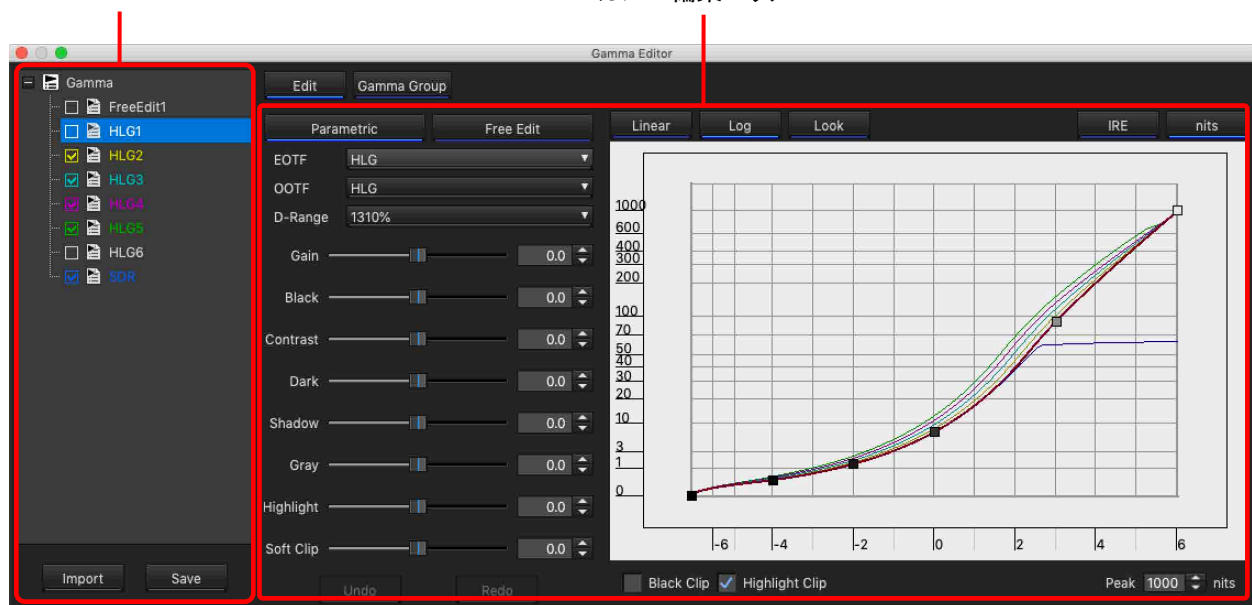 Gamma Editor
Gamma
FreeEdit1
HLG1
HLG2
HLG3
HLG4
HLG5
HLG6
SDR
Import Save
Edit Gamma Group
Parametric Free Edit
EOTF HLG
OOTF HLG
D-Range 1310%
Gain 0.0
Black 0.0
Contrast 0.0
Dark 0.0
Shadow 0.0
Gray 0.0
Highlight 0.0
Soft Clip 0.0
Undo Redo
Linear Log Look IRE nits
1000
600
400
300
200
100
70
50
40
30
20
10
3
1
0
-6 -4 -2 0 2 4 6
Black Clip Highlight Clip Peak 1000 nits